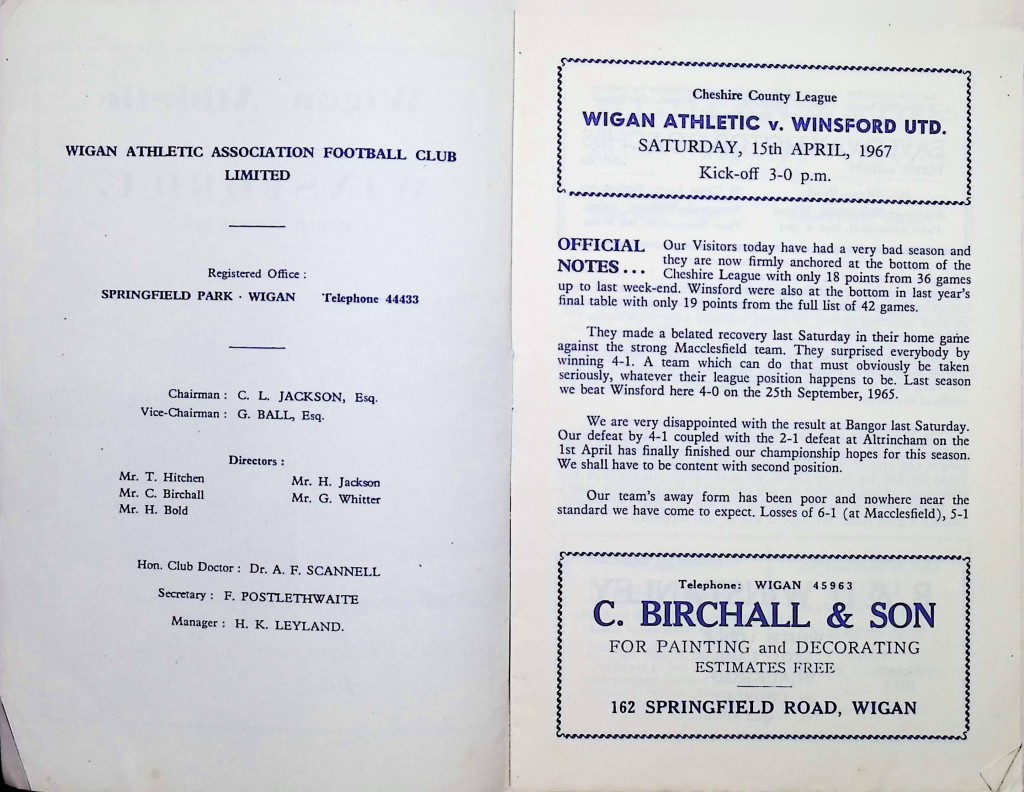 WIGAN ATHLETIC ASSOCIATION FOOTBALL CLUB
LIMITED
Registered Office :
SPRINGFIELD PARK · WIGAN Telephone 44433
Chairman : C. L. JACKSON, Esq.
Vice-Chairman : G. BALL, Esq.
Directors :
Mr. T. Hitchen Mr. H. Jackson
Mr. C. Birchall Mr. G. Whitter
Mr. H. Bold
Hon. Club Doctor : Dr. A. F. SCANNELL
Secretary : F. POSTLETHWAITE
Manager : H. K. LEYLAND.
Cheshire County League
WIGAN ATHLETIC v. WINSFORD UTD.
SATURDAY, 15th APRIL, 1967
Kick-off 3-0 p.m.
OFFICIAL NOTES...
Our Visitors today have had a very bad season and
they are now firmly anchored at the bottom of the
Cheshire League with only 18 points from 36 games
up to last week-end. Winsford were also at the bottom in last year's
final table with only 19 points from the full list of 42 games.
They made a belated recovery last Saturday in their home game
against the strong Macclesfield team. They surprised everybody by
winning 4-1. A team which can do that must obviously be taken
seriously, whatever their league position happens to be. Last season
we beat Winsford here 4-0 on the 25th September, 1965.
We are very disappointed with the result at Bangor last Saturday.
Our defeat by 4-1 coupled with the 2-1 defeat at Altrincham on the
1st April has finally finished our championship hopes for this season.
We shall have to be content with second position.
Our team's away form has been poor and nowhere near the
standard we have come to expect. Losses of 6-1 (at Macclesfield), 5-1
Telephone: WIGAN 45963
C. BIRCHALL & SON
FOR PAINTING and DECORATING
ESTIMATES FREE
162 SPRINGFIELD ROAD, WIGAN